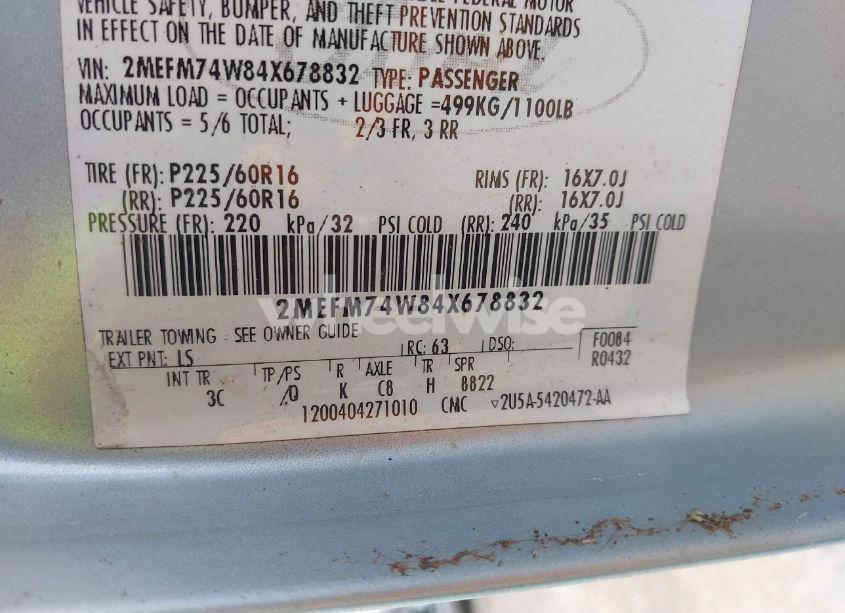 VEHICLE SAFETY, BUMPER, AND THEFT PREVENTION STANDARDS
IN EFFECT ON THE DATE OF MANUFACTURE SHOWN ABOVE.
VIN: 2MEFM74W84X678832 TYPE: PASSENGER
MAXIMUM LOAD = OCCUPANTS + LUGGAGE =499KG/1100LB
OCCUPANTS = 5/6 TOTAL; 2/3 FR, 3 RR
TIRE (FR): P225/60R16 RIMS (FR): 16X7.0J
(RR): P225/60R16 (RR): 16X7.0J
PRESSURE (FR): 220 kPa/32 PSI COLD (RR): 240 kPa/35 PSI COLD
2MEFM74W84X678832
wheelwise
TRAILER TOWING - SEE OWNER GUIDE
EXT PNT: LS RC: 63 DSO: F0084
R0432
INT TR TP/PS R AXLE TR SPR
3C /Q K C8 H 8822
1200404271010 CMC ▿2U5A-5420472-AA